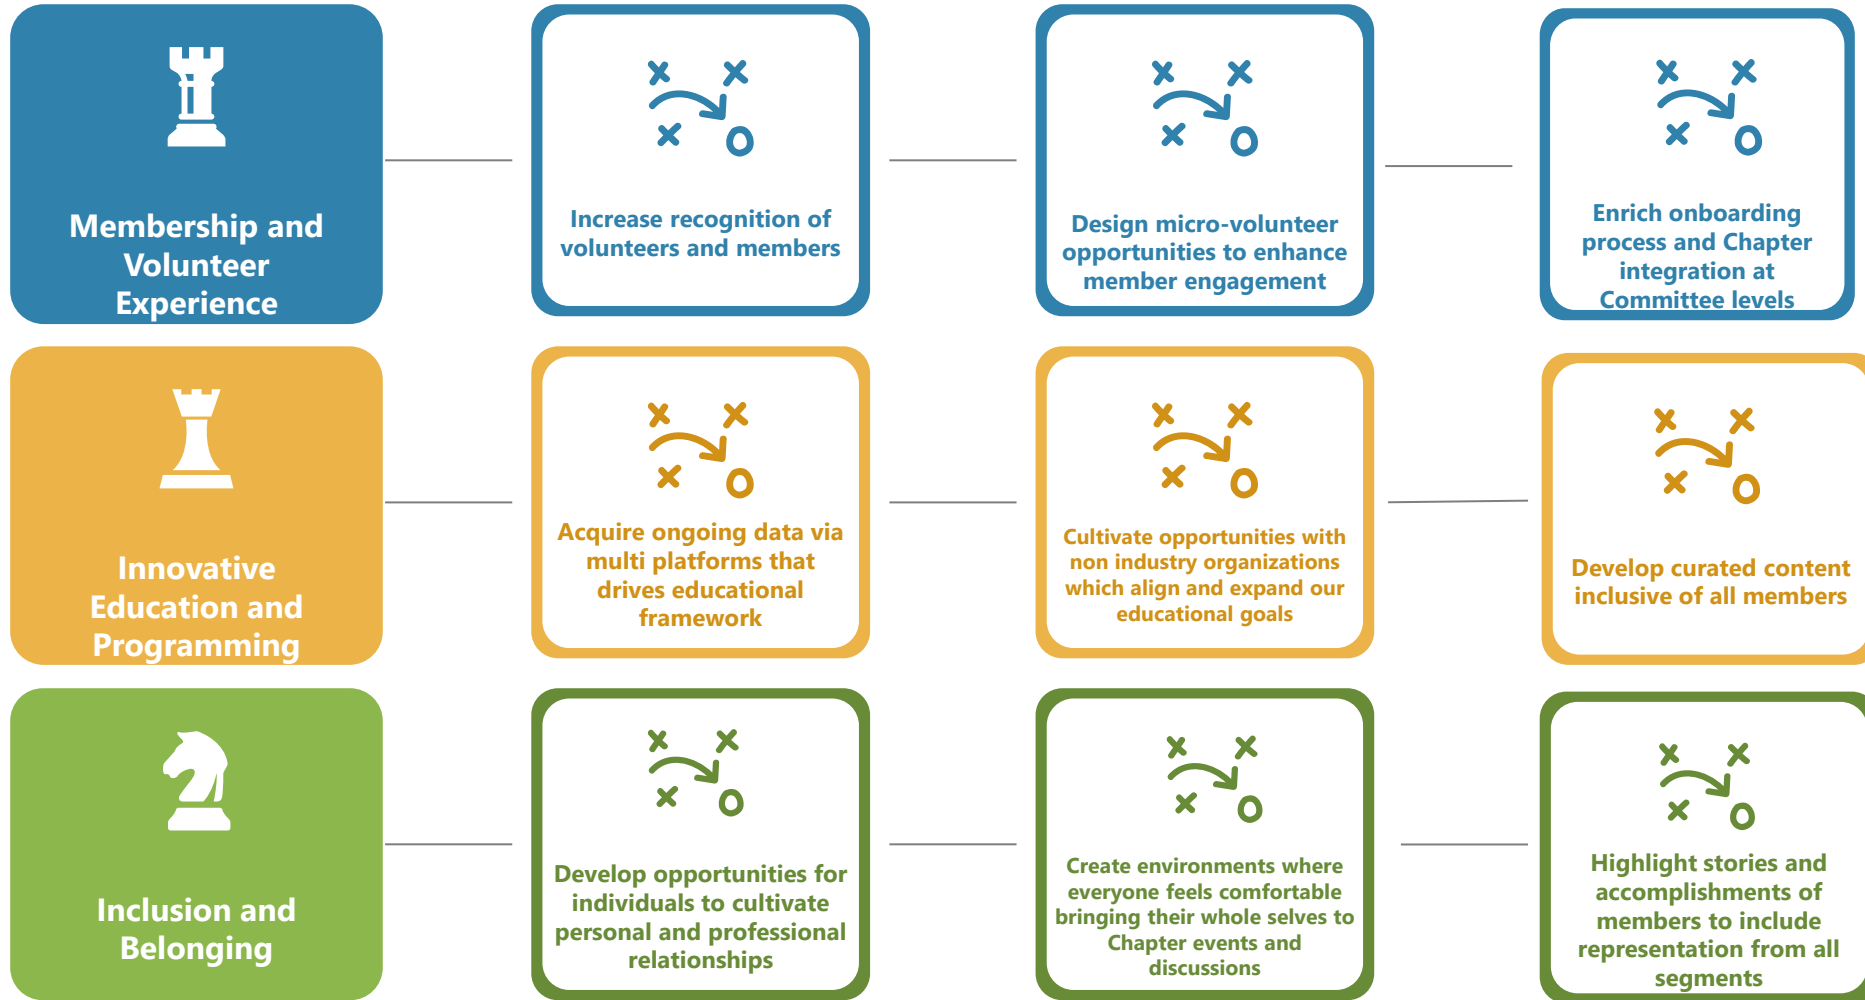 Membership and
Volunteer
Experience
Increase recognition of
volunteers and members
Design micro-volunteer
opportunities to enhance
member engagement
Enrich onboarding
process and Chapter
integration at
Committee levels
Innovative
Education and
Programming
Acquire ongoing data via
multi platforms that
drives educational
framework
Cultivate opportunities with
non industry organizations
which align and expand our
educational goals
Develop curated content
inclusive of all members
Inclusion and
Belonging
Develop opportunities for
individuals to cultivate
personal and professional
relationships
Create environments where
everyone feels comfortable
bringing their whole selves to
Chapter events and
discussions
Highlight stories and
accomplishments of
members to include
representation from all
segments